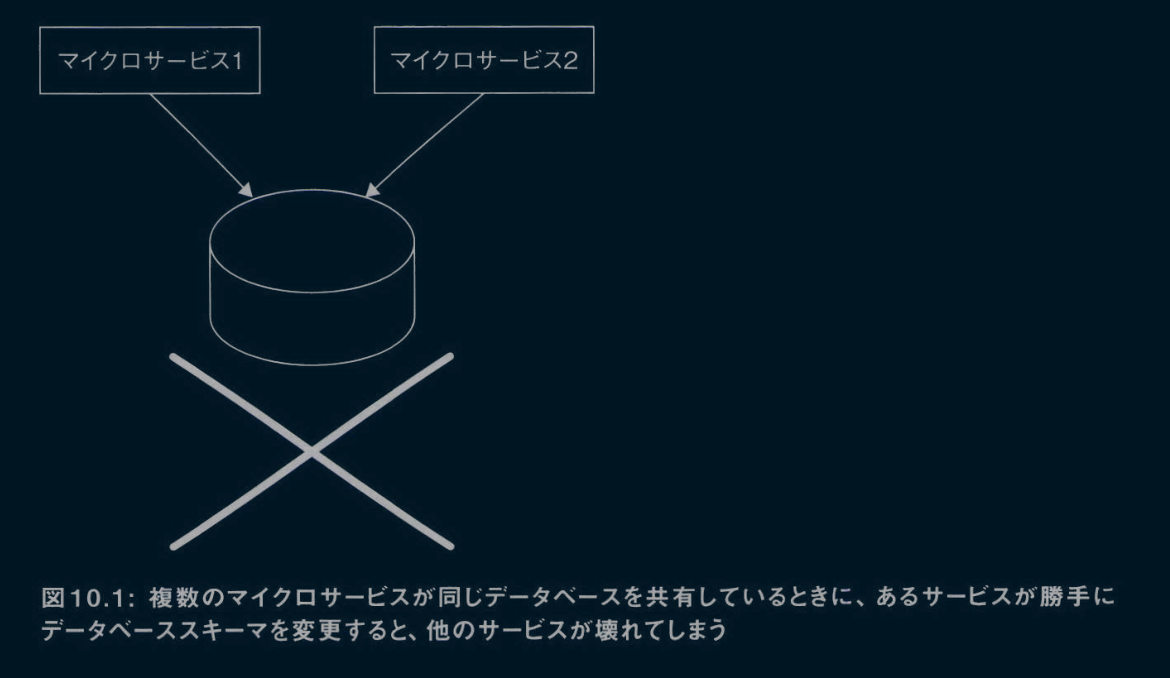 マイクロサービス1
マイクロサービス2
図10.1: 複数のマイクロサービスが同じデータベースを共有しているときに、あるサービスが勝手に
データベーススキーマを変更すると、他のサービスが壊れてしまう